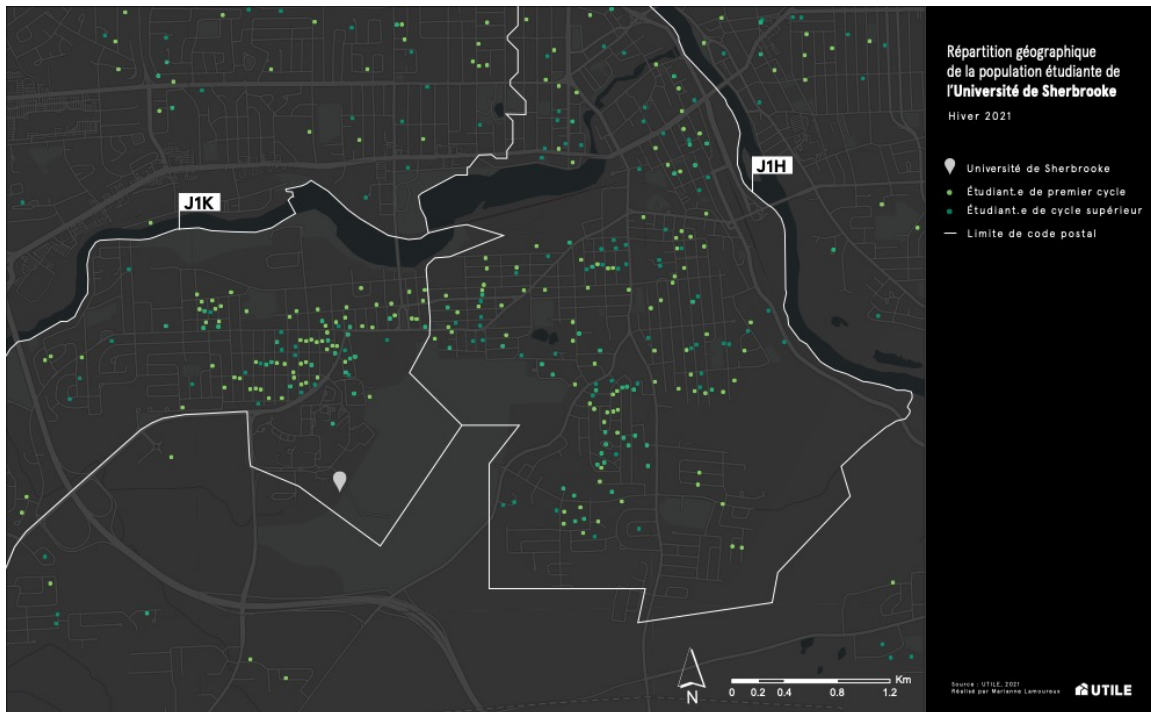 Répartition géographique
de la population étudiante de
l'Université de Sherbrooke
Hiver 2021
Université de Sherbrooke
Étudiant.e de premier cycle
Étudiant.e de cycle supérieur
Limite de code postal
J1K
J1H
N
Km
0 0.2 0.4 0.8 1.2
Source : UTILE, 2021
Réalisé par Marianne Lamoureux
UTILE